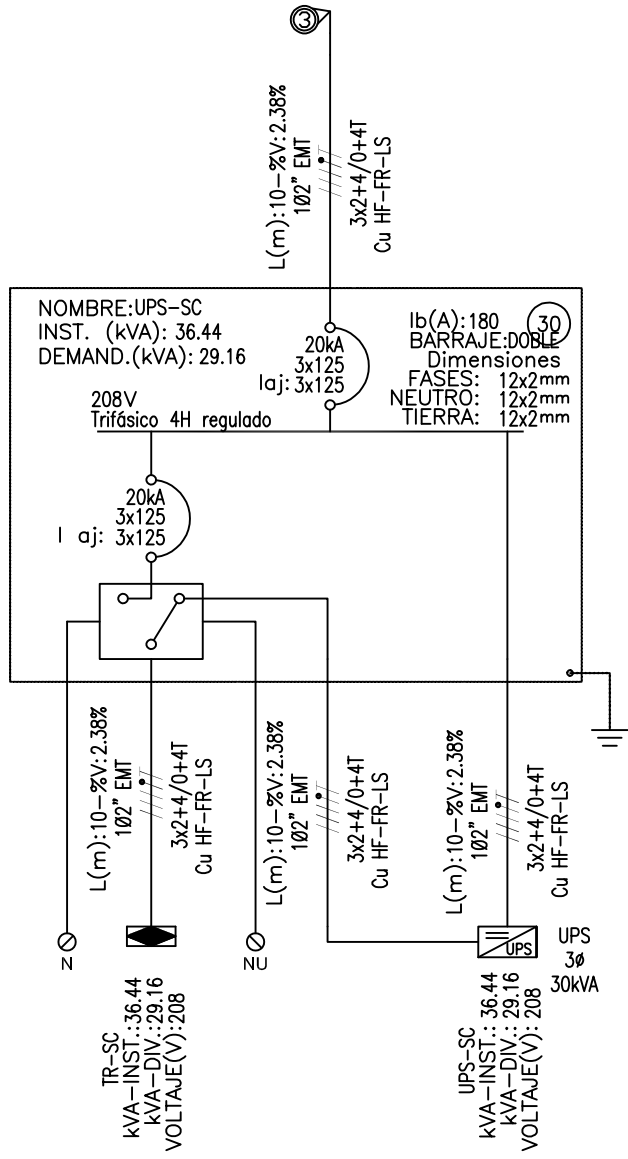 3
L(m):10-%V:2.38%
1Ø2" EMT
3x2+4/0+4T
Cu HF-FR-LS
NOMBRE:UPS-SC
INST. (kVA): 36.44
DEMAND.(kVA): 29.16
20kA
3x125
Iaj: 3x125
Ib(A):180
30
BARRAJE:DOBLE
Dimensiones
FASES: 12x2mm
NEUTRO: 12x2mm
TIERRA: 12x2mm
208V
Trifásico 4H regulado
20kA
3x125
I aj: 3x125
L(m):10-%V:2.38%
1Ø2" EMT
3x2+4/0+4T
Cu HF-FR-LS
L(m):10-%V:2.38%
1Ø2" EMT
3x2+4/0+4T
Cu HF-FR-LS
L(m):10-%V:2.38%
1Ø2" EMT
3x2+4/0+4T
Cu HF-FR-LS
N
NU
UPS
UPS
3ø
30kVA
TR-SC
kVA-INST.:36.44
kVA-DIV.:29.16
VOLTAJE(V):208
UPS-SC
kVA-INST.: 36.44
kVA-DIV.: 29.16
VOLTAJE(V): 208